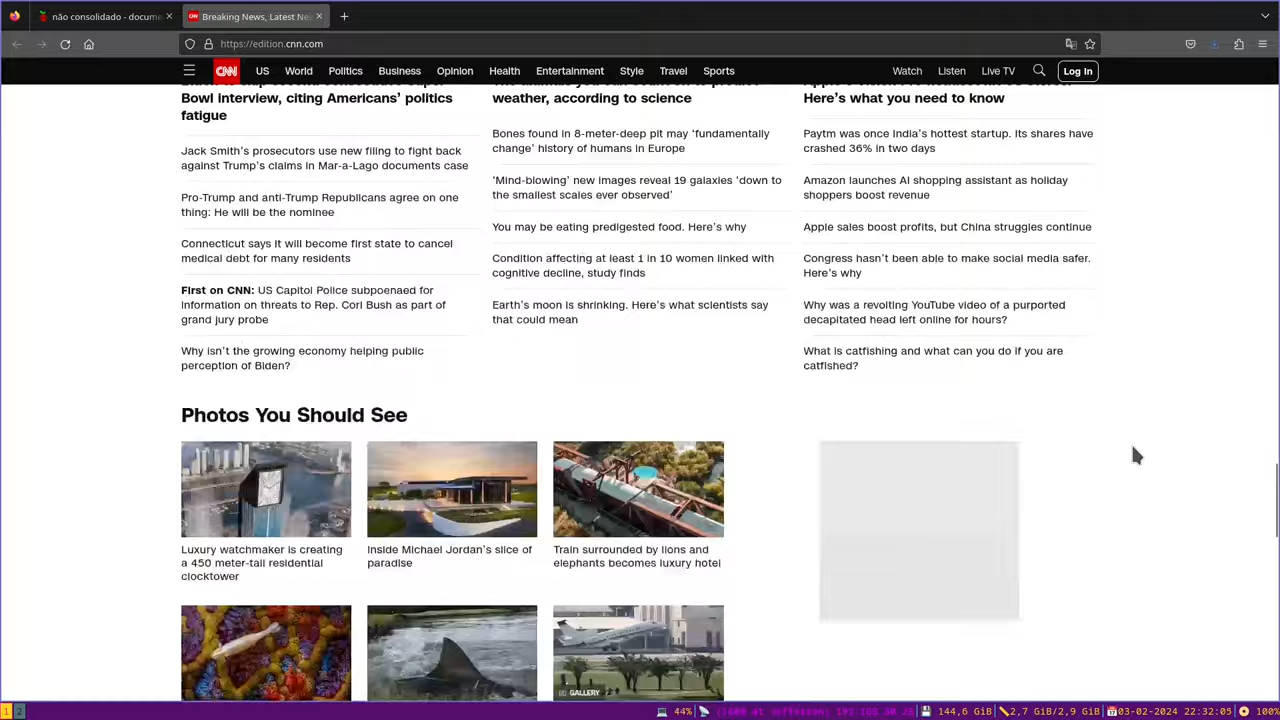 não consolidado - docume
Breaking News, Latest Ne
https://edition.cnn.com
CNN
US
World
Politics
Business
Opinion
Health
Entertainment
Style
Travel
Sports
Watch
Listen
Live TV
Log In
Bowl interview, citing Americans’ politics
fatigue
Jack Smith’s prosecutors use new filing to fight back
against Trump’s claims in Mar-a-Lago documents case
Pro-Trump and anti-Trump Republicans agree on one
thing: He will be the nominee
Connecticut says it will become first state to cancel
medical debt for many residents
First on CNN: US Capitol Police subpoenaed for
information on threats to Rep. Cori Bush as part of
grand jury probe
Why isn’t the growing economy helping public
perception of Biden?
weather, according to science
Bones found in 8-meter-deep pit may ‘fundamentally
change’ history of humans in Europe
‘Mind-blowing’ new images reveal 19 galaxies ‘down to
the smallest scales ever observed’
You may be eating predigested food. Here’s why
Condition affecting at least 1 in 10 women linked with
cognitive decline, study finds
Earth’s moon is shrinking. Here’s what scientists say
that could mean
Here’s what you need to know
Paytm was once India’s hottest startup. Its shares have
crashed 36% in two days
Amazon launches AI shopping assistant as holiday
shoppers boost revenue
Apple sales boost profits, but China struggles continue
Congress hasn’t been able to make social media safer.
Here’s why
Why was a revolting YouTube video of a purported
decapitated head left online for hours?
What is catfishing and what can you do if you are
catfished?
Photos You Should See
Luxury watchmaker is creating
a 450 meter-tall residential
clocktower
Inside Michael Jordan’s slice of
paradise
Train surrounded by lions and
elephants becomes luxury hotel
GALLERY
1 2
44%
144,6 GiB
2,7 GiB/2,9 GiB
03-02-2024 22:32:05
100%